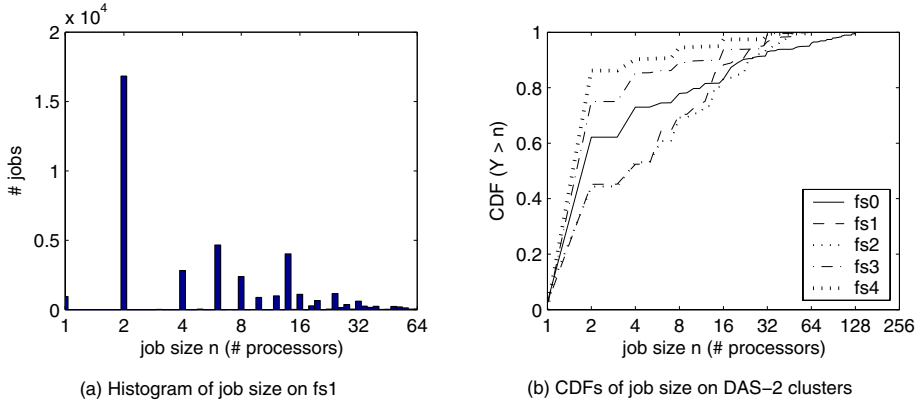 2 x 10⁴
1.5
1
0.5
0
# jobs
1 2 4 8 16 32 64
job size n (# processors)
(a) Histogram of job size on fs1
1
0.8
0.6
0.4
0.2
0
CDF (Y > n)
fs0
fs1
fs2
fs3
fs4
1 2 4 8 16 32 64 128 256
job size n (# processors)
(b) CDFs of job size on DAS−2 clusters